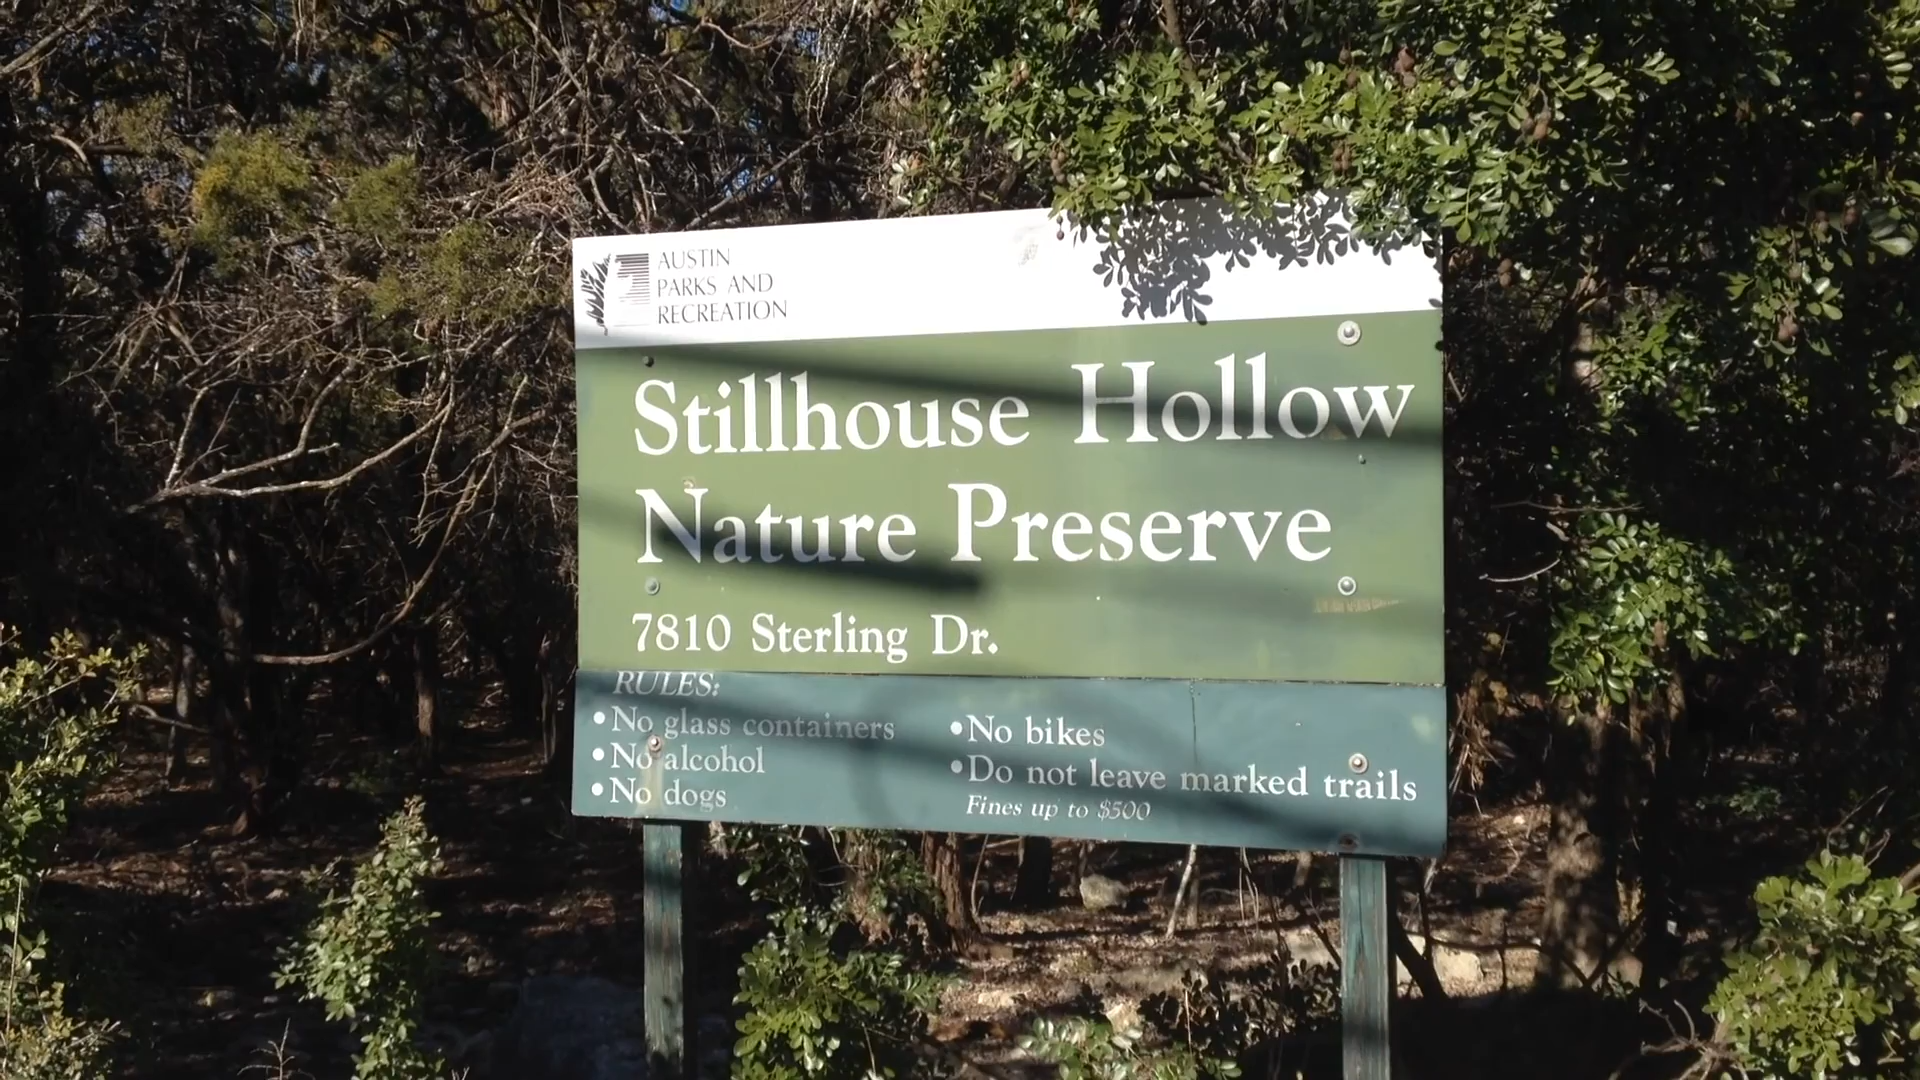 AUSTIN
PARKS AND
RECREATION
Stillhouse Hollow
Nature Preserve
7810 Sterling Dr.
RULES:
•No glass containers
•No alcohol
•No dogs
•No bikes
•Do not leave marked trails
Fines up to $500